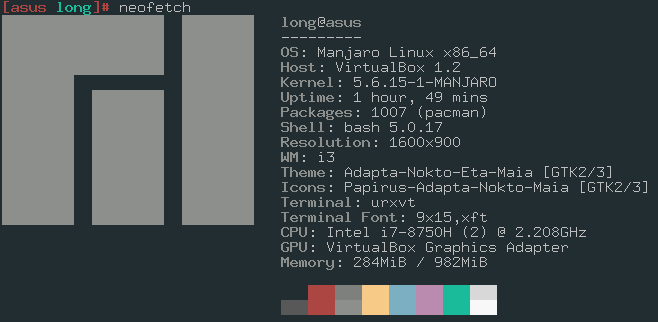 [asus long]# neofetch
long@asus
---------
OS: Manjaro Linux x86_64
Host: VirtualBox 1.2
Kernel: 5.6.15-1-MANJARO
Uptime: 1 hour, 49 mins
Packages: 1007 (pacman)
Shell: bash 5.0.17
Resolution: 1600x900
WM: i3
Theme: Adapta-Nokto-Eta-Maia [GTK2/3]
Icons: Papirus-Adapta-Nokto-Maia [GTK2/3]
Terminal: urxvt
Terminal Font: 9x15,xft
CPU: Intel i7-8750H (2) @ 2.208GHz
GPU: VirtualBox Graphics Adapter
Memory: 284MiB / 982MiB